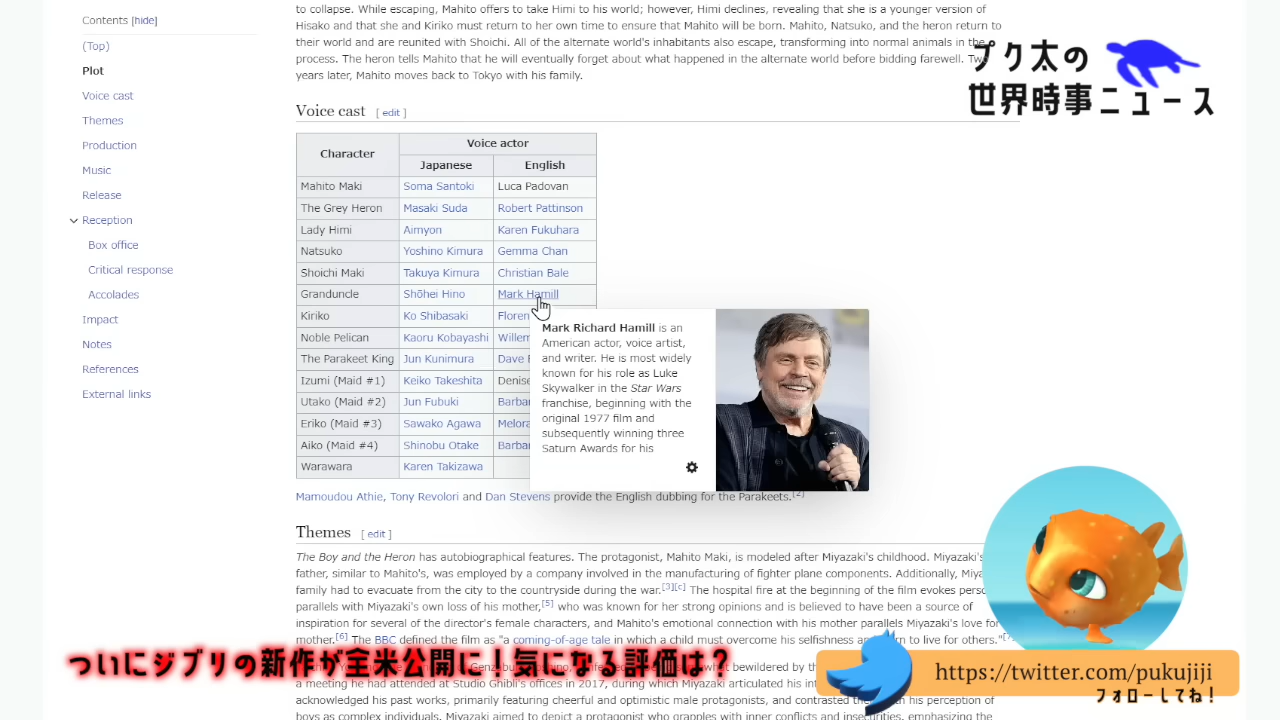 Contents [hide]
(Top)
Plot
Voice cast
Themes
Production
Music
Release
Reception
Box office
Critical response
Accolades
Impact
Notes
References
External links
to collapse. While escaping, Mahito offers to take Himi to his world; however, Himi declines, revealing that she is a younger version of
Hisako and that she and Kiriko must return to her own time to ensure that Mahito will be born. Mahito, Natsuko, and the heron return to
their world and are reunited with Shoichi. All of the alternate world's inhabitants also escape, transforming into normal animals in the
process. The heron tells Mahito that he will eventually forget about what happened in the alternate world before bidding farewell. Two
years later, Mahito moves back to Tokyo with his family.
プク太の
世界時事ニュース
Voice cast [ edit ]
Character Voice actor
Japanese English
Mahito Maki Soma Santoki Luca Padovan
The Grey Heron Masaki Suda Robert Pattinson
Lady Himi Aimyon Karen Fukuhara
Natsuko Yoshino Kimura Gemma Chan
Shoichi Maki Takuya Kimura Christian Bale
Granduncle Shōhei Hino Mark Hamill
Kiriko Ko Shibasaki Floren
Noble Pelican Kaoru Kobayashi Willem
The Parakeet King Jun Kunimura Dave
Izumi (Maid #1) Keiko Takeshita Denise
Utako (Maid #2) Jun Fubuki Barbar
Eriko (Maid #3) Sawako Agawa Melora
Aiko (Maid #4) Shinobu Otake Barbar
Warawara Karen Takizawa
Mark Richard Hamill is an
American actor, voice artist,
and writer. He is most widely
known for his role as Luke
Skywalker in the Star Wars
franchise, beginning with the
original 1977 film and
subsequently winning three
Saturn Awards for his
Mamoudou Athie, Tony Revolori and Dan Stevens provide the English dubbing for the Parakeets.[2]
Themes [ edit ]
The Boy and the Heron has autobiographical features. The protagonist, Mahito Maki, is modeled after Miyazaki's childhood. Miyazaki's
father, similar to Mahito's, was employed by a company involved in the manufacturing of fighter plane components. Additionally, Miya
family had to evacuate from the city to the countryside during the war.[3][c] The hospital fire at the beginning of the film evokes perso
parallels with Miyazaki's own loss of his mother,[5] who was known for her strong opinions and is believed to have been a source of
inspiration for several of the director's female characters, and Mahito's emotional connection with his mother parallels Miyazaki's love fo
mother.[6] The BBC defined the film as "a coming-of-age tale in which a child must overcome his selfishness and learn to live for others."
bewildered by th
a meeting he had attended at Studio Ghibli's offices in 2017, during which Miyazaki articulated his
acknowledged his past works, primarily featuring cheerful and optimistic male protagonists, and contrasted his perception of
boys as complex individuals. Miyazaki aimed to depict a protagonist who grapples with inner conflicts and insecurities, emphasizing the
ついにジブリの新作が全米公開に！気になる評価は？
https://twitter.com/pukujiji
フォローしてね！